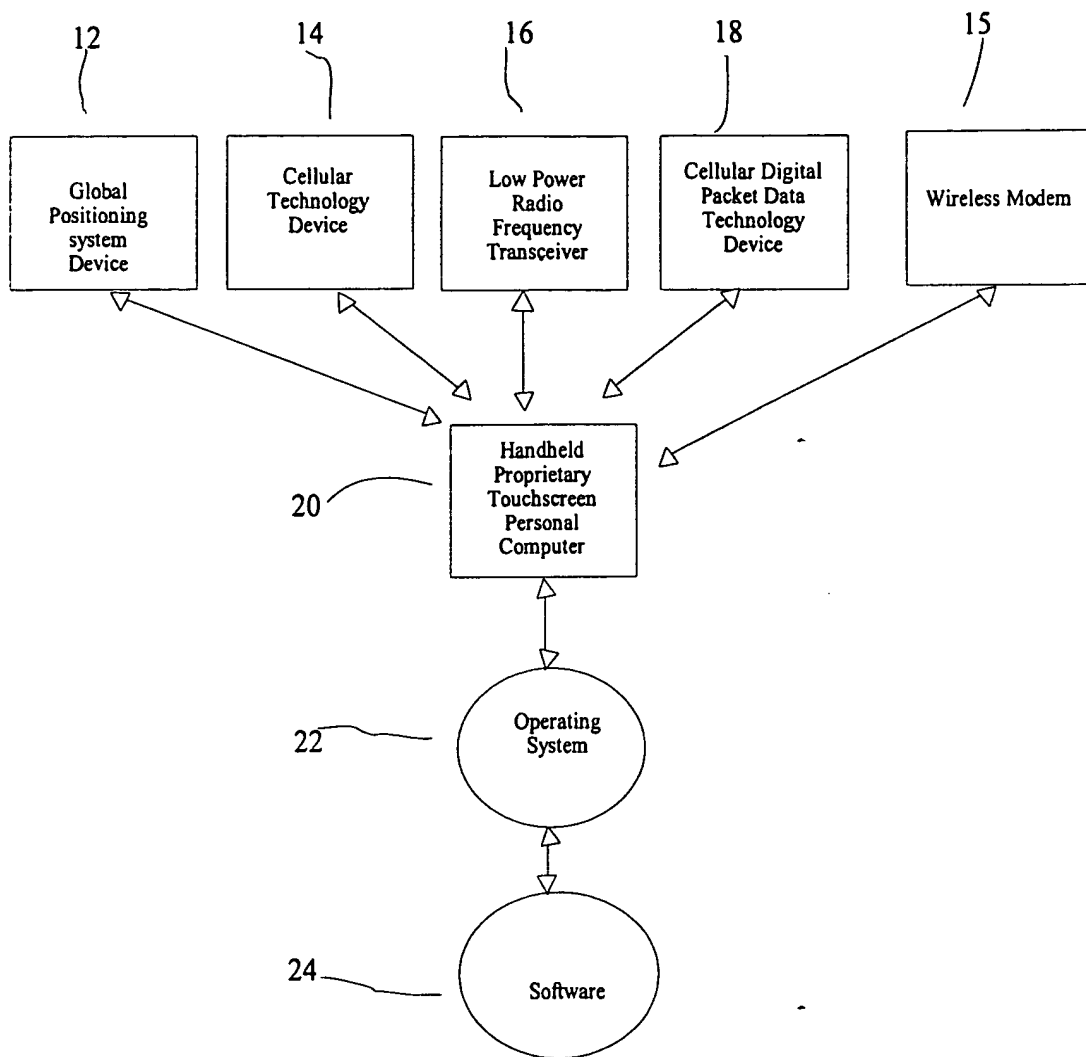 12
14
16
18
15
Global
Positioning
system
Device
Cellular
Technology
Device
Low Power
Radio
Frequency
Transceiver
Cellular Digital
Packet Data
Technology
Device
Wireless Modem
Handheld
Proprietary
Touchscreen
Personal
Computer
20
Operating
System
22
24
Software